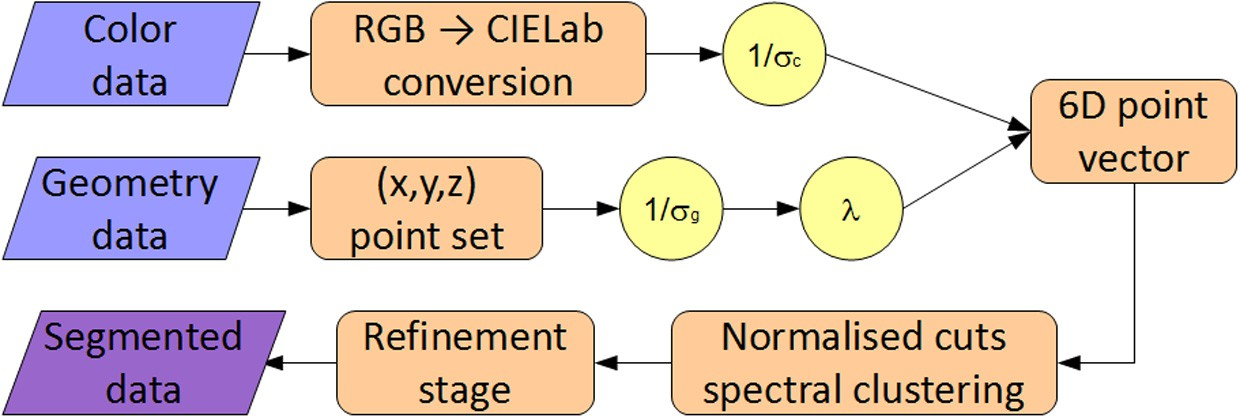 Color
data
RGB → CIELab
conversion
1/σc
6D point
vector
Geometry
data
(x,y,z)
point set
1/σg
λ
Segmented
data
Refinement
stage
Normalised cuts
spectral clustering